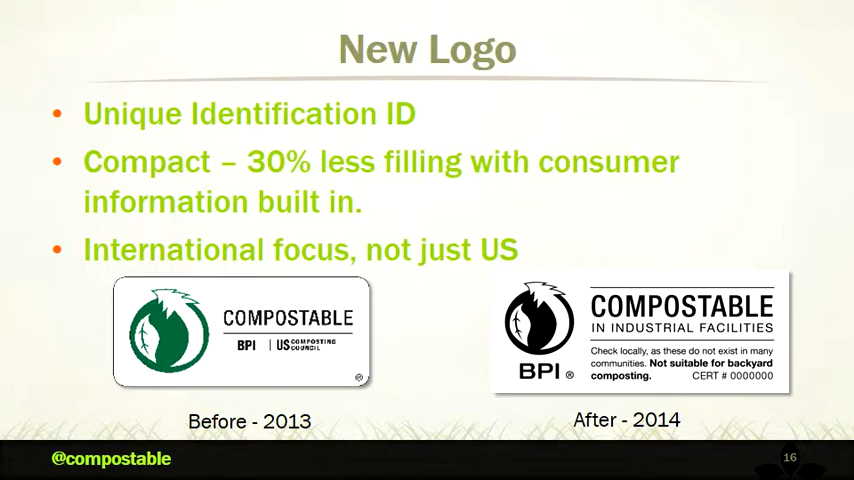 New Logo
• Unique Identification ID
• Compact – 30% less filling with consumer
information built in.
• International focus, not just US
COMPOSTABLE
BPI | US COMPOSTING
COUNCIL
®
Before - 2013
COMPOSTABLE
IN INDUSTRIAL FACILITIES
Check locally, as these do not exist in many
communities. Not suitable for backyard
composting. CERT # 0000000
BPI ®
After - 2014
@compostable
16